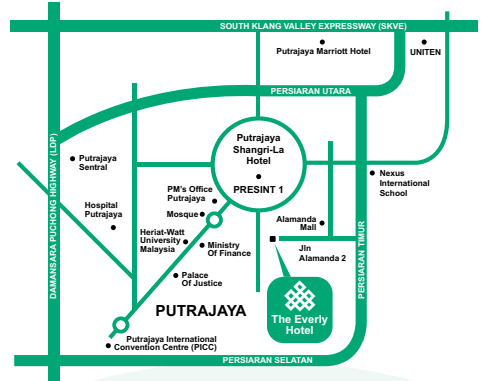 SOUTH KLANG VALLEY EXPRESSWAY (SKVE)
Putrajaya Marriott Hotel
UNITEN
PERSIARAN UTARA
DAMANSARA PUCHONG HIGHWAY (LDP)
Putrajaya
Shangri-La
Hotel
PRESINT 1
Putrajaya
Sentral
Nexus
International
School
PM's Office
Putrajaya
Hospital
Putrajaya
Mosque
Alamanda
Mall
Heriat-Watt
University
Malaysia
Ministry
Of Finance
Jln
Alamanda 2
PERSIARAN TIMUR
Palace
Of Justice
PUTRAJAYA
The Everly
Hotel
Putrajaya International
Convention Centre (PICC)
PERSIARAN SELATAN